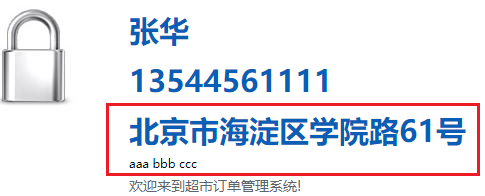 张华
13544561111
北京市海淀区学院路61号
aaa bbb ccc
欢迎来到超市订单管理系统!